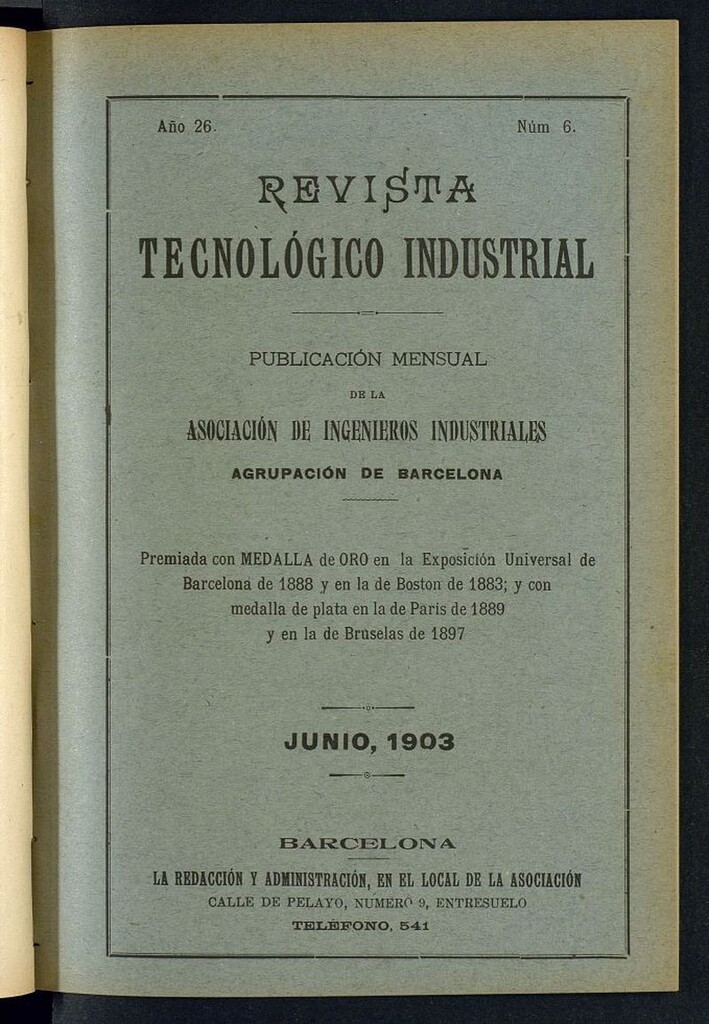 Año 26.
Núm 6.
REVISTA
TECNOLÓGICO INDUSTRIAL
PUBLICACIÓN MENSUAL
DE LA
ASOCIACIÓN DE INGENIEROS INDUSTRIALES
AGRUPACIÓN DE BARCELONA
Premiada con MEDALLA de ORO en la Exposición Universal de
Barcelona de 1888 y en la de Boston de 1883; y con
medalla de plata en la de París de 1889
y en la de Bruselas de 1897
JUNIO, 1903
BARCELONA
LA REDACCIÓN Y ADMINISTRACIÓN, EN EL LOCAL DE LA ASOCIACIÓN
CALLE DE PELAYO, NÚMERO 9, ENTRESUELO
TELÉFONO, 541